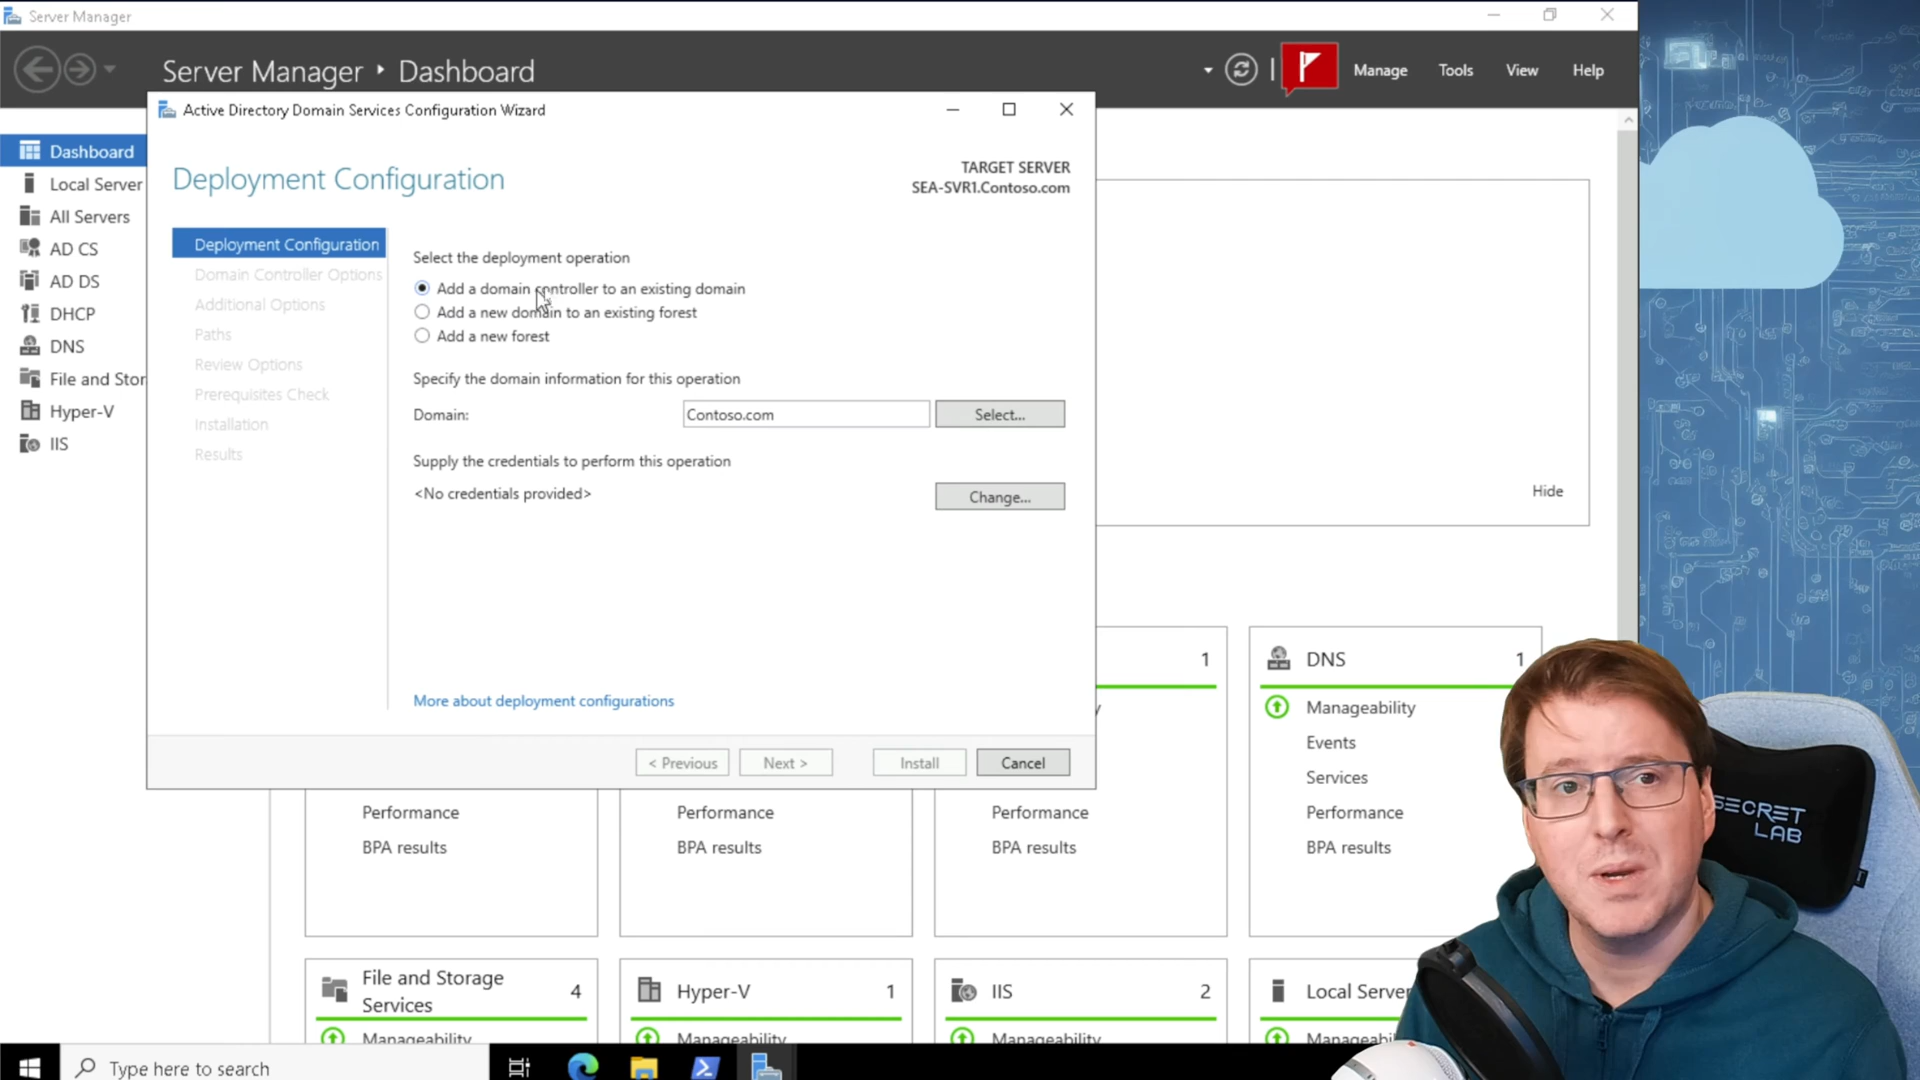 Server Manager
Server Manager ‣ Dashboard
Manage
Tools
View
Help
Active Directory Domain Services Configuration Wizard
Deployment Configuration
TARGET SERVER
SEA-SVR1.Contoso.com
Dashboard
Local Server
All Servers
AD CS
AD DS
DHCP
DNS
File and Stor
Hyper-V
IIS
Deployment Configuration
Domain Controller Options
Additional Options
Paths
Review Options
Prerequisites Check
Installation
Results
Select the deployment operation
Add a domain controller to an existing domain
Add a new domain to an existing forest
Add a new forest
Specify the domain information for this operation
Domain:
Contoso.com
Select...
Supply the credentials to perform this operation
<No credentials provided>
Change...
More about deployment configurations
< Previous
Next >
Install
Cancel
Hide
1
DNS 1
Manageability
Events
Services
Performance
BPA results
Performance
BPA results
Performance
BPA results
Performance
BPA results
File and Storage
Services
4
Manageability
Hyper-V 1
Manageability
IIS 2
Manageability
Local Server
Manageabi
SECRET
LAB
Type here to search